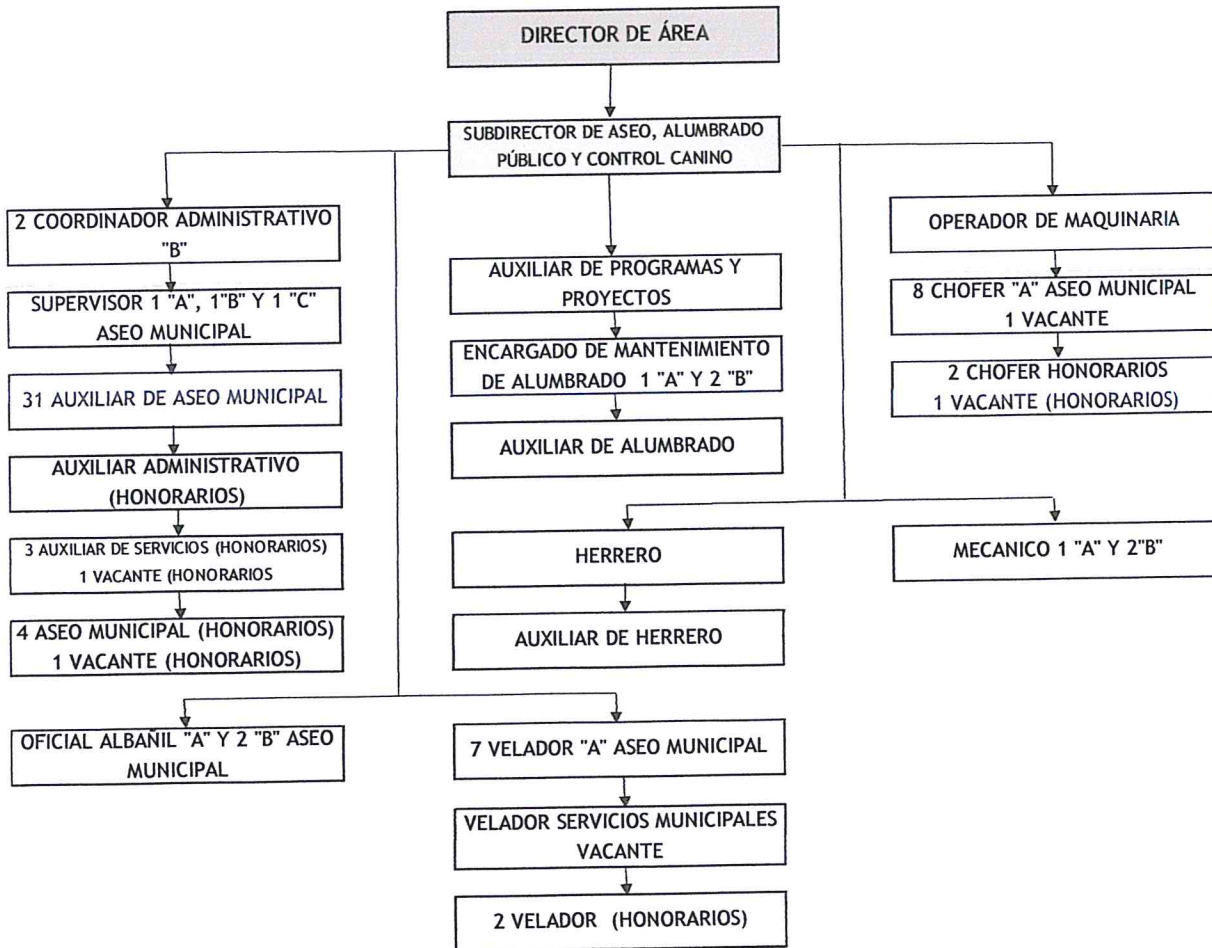 DIRECTOR DE ÁREA
SUBDIRECTOR DE ASEO, ALUMBRADO
PÚBLICO Y CONTROL CANINO
2 COORDINADOR ADMINISTRATIVO
"B"
SUPERVISOR 1 "A", 1"B" Y 1 "C"
ASEO MUNICIPAL
31 AUXILIAR DE ASEO MUNICIPAL
AUXILIAR ADMINISTRATIVO
(HONORARIOS)
3 AUXILIAR DE SERVICIOS (HONORARIOS)
1 VACANTE (HONORARIOS
4 ASEO MUNICIPAL (HONORARIOS)
1 VACANTE (HONORARIOS)
AUXILIAR DE PROGRAMAS Y
PROYECTOS
ENCARGADO DE MANTENIMIENTO
DE ALUMBRADO 1 "A" Y 2 "B"
AUXILIAR DE ALUMBRADO
OPERADOR DE MAQUINARIA
8 CHOFER "A" ASEO MUNICIPAL
1 VACANTE
2 CHOFER HONORARIOS
1 VACANTE (HONORARIOS)
HERRERO
AUXILIAR DE HERRERO
MECANICO 1 "A" Y 2"B"
OFICIAL ALBAÑIL "A" Y 2 "B" ASEO
MUNICIPAL
7 VELADOR "A" ASEO MUNICIPAL
VELADOR SERVICIOS MUNICIPALES
VACANTE
2 VELADOR (HONORARIOS)